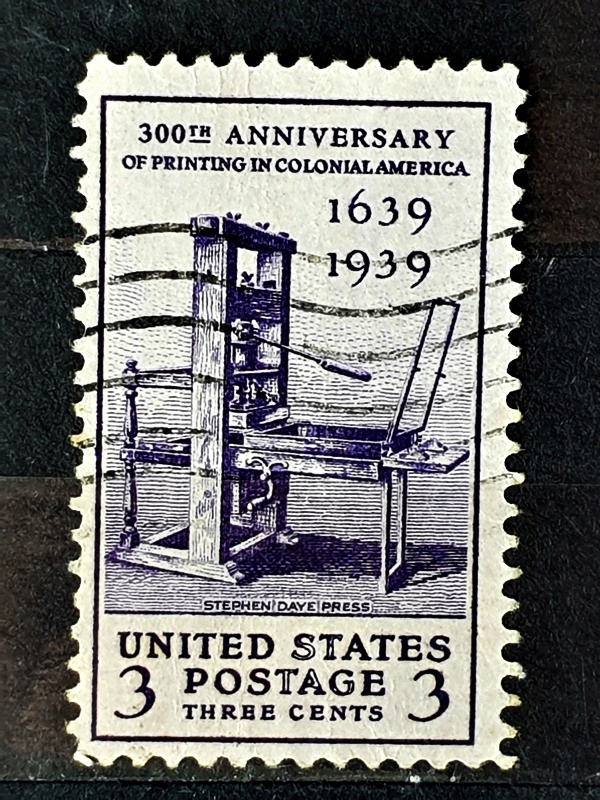 300TH ANNIVERSARY
OF PRINTING IN COLONIAL AMERICA
1639
1939
STEPHEN DAYE PRESS
UNITED STATES
3 POSTAGE 3
THREE CENTS